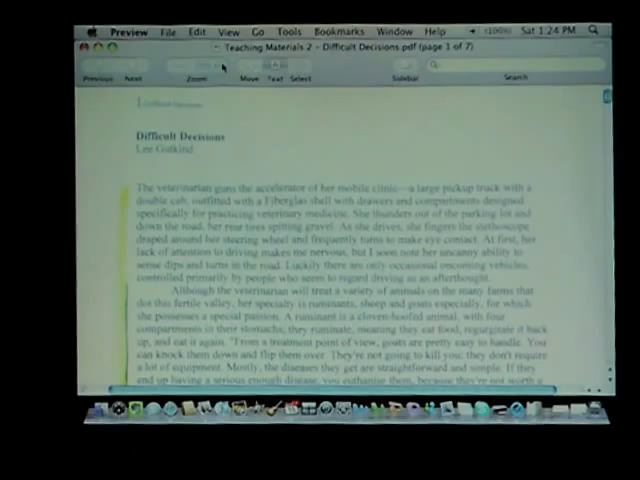 Preview File Edit View Go Tools Bookmarks Window Help (100%) Sat 1:24 PM
Teaching Materials 2 - Difficult Decisions.pdf (page 1 of 7)
Previous Next Zoom Move Text Select Sidebar Search
Difficult Decisions
Lee Gutkind
The veterinarian guns the accelerator of her mobile clinic—a large pickup truck with a
double cab, outfitted with a Fiberglas shell with drawers and compartments designed
specifically for practicing veterinary medicine. She thunders out of the parking lot and
down the road, her rear tires spitting gravel. As she drives, she fingers the stethoscope
draped around her steering wheel and frequently turns to make eye contact. At first, her
lack of attention to driving makes me nervous, but I soon note her uncanny ability to
sense dips and turns in the road. Luckily there are only occasional oncoming vehicles,
controlled primarily by people who seem to regard driving as an afterthought.
Although the veterinarian will treat a variety of animals on the many farms that
dot this fertile valley, her specialty is ruminants, sheep and goats especially, for which
she possesses a special passion. A ruminant is a cloven-hoofed animal, with four
compartments in their stomachs; they ruminate, meaning they eat food, regurgitate it back
up, and eat it again. "From a treatment point of view, goats are pretty easy to handle. You
can knock them down and flip them over. They're not going to kill you; they don't require
a lot of equipment. Mostly, the diseases they get are straightforward and simple. If they
end up having a serious enough disease, you euthanise them, because they're not worth a